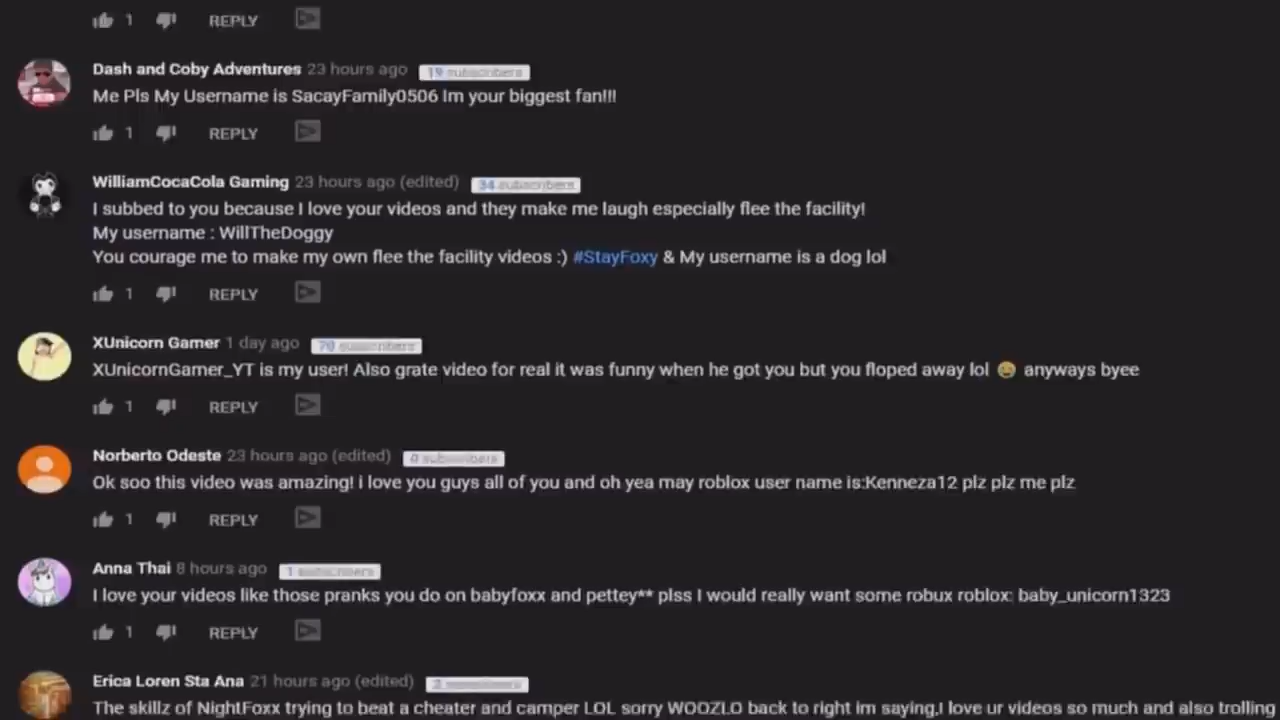 1 REPLY
Dash and Coby Adventures 23 hours ago 19 subscribers
Me Pls My Username is SacayFamily0506 Im your biggest fan!!!
1 REPLY
WilliamCocaCola Gaming 23 hours ago (edited) 34 subscribers
I subbed to you because I love your videos and they make me laugh especially flee the facility!
My username : WillTheDoggy
You courage me to make my own flee the facility videos :) #StayFoxy & My username is a dog lol
1 REPLY
XUnicorn Gamer 1 day ago 70 subscribers
XUnicornGamer_YT is my user! Also grate video for real it was funny when he got you but you floped away lol 😂 anyways byee
1 REPLY
Norberto Odeste 23 hours ago (edited) 0 subscribers
Ok soo this video was amazing! i love you guys all of you and oh yea may roblox user name is:Kenneza12 plz plz me plz
1 REPLY
Anna Thai 8 hours ago 1 subscribers
I love your videos like those pranks you do on babyfoxx and pettey** plss I would really want some robux roblox: baby_unicorn1323
1 REPLY
Erica Loren Sta Ana 21 hours ago (edited) 2 subscribers
The skillz of NightFoxx trying to beat a cheater and camper LOL sorry WOOZLO back to right im saying,I love ur videos so much and also trolling